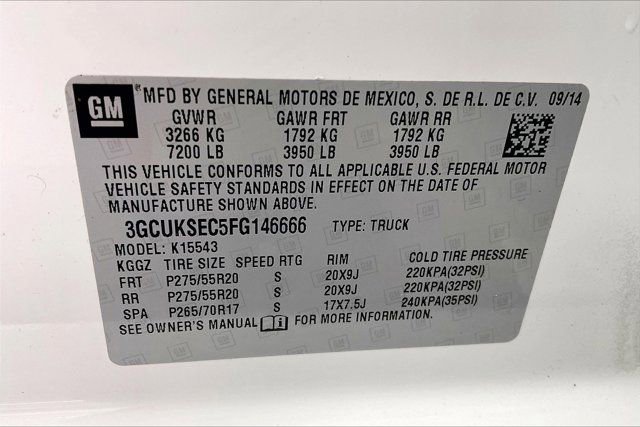 GM MFD BY GENERAL MOTORS DE MEXICO, S. DE R.L. DE C.V. 09/14
GVWR GAWR FRT GAWR RR
3266 KG 1792 KG 1792 KG
7200 LB 3950 LB 3950 LB
THIS VEHICLE CONFORMS TO ALL APPLICABLE U.S. FEDERAL MOTOR
VEHICLE SAFETY STANDARDS IN EFFECT ON THE DATE OF
MANUFACTURE SHOWN ABOVE.
3GCUKSEC5FG146666 TYPE: TRUCK
MODEL: K15543
KGGZ TIRE SIZE SPEED RTG RIM COLD TIRE PRESSURE
FRT P275/55R20 S 20X9J 220KPA(32PSI)
RR P275/55R20 S 20X9J 220KPA(32PSI)
SPA P265/70R17 S 17X7.5J 240KPA(35PSI)
SEE OWNER'S MANUAL FOR MORE INFORMATION.